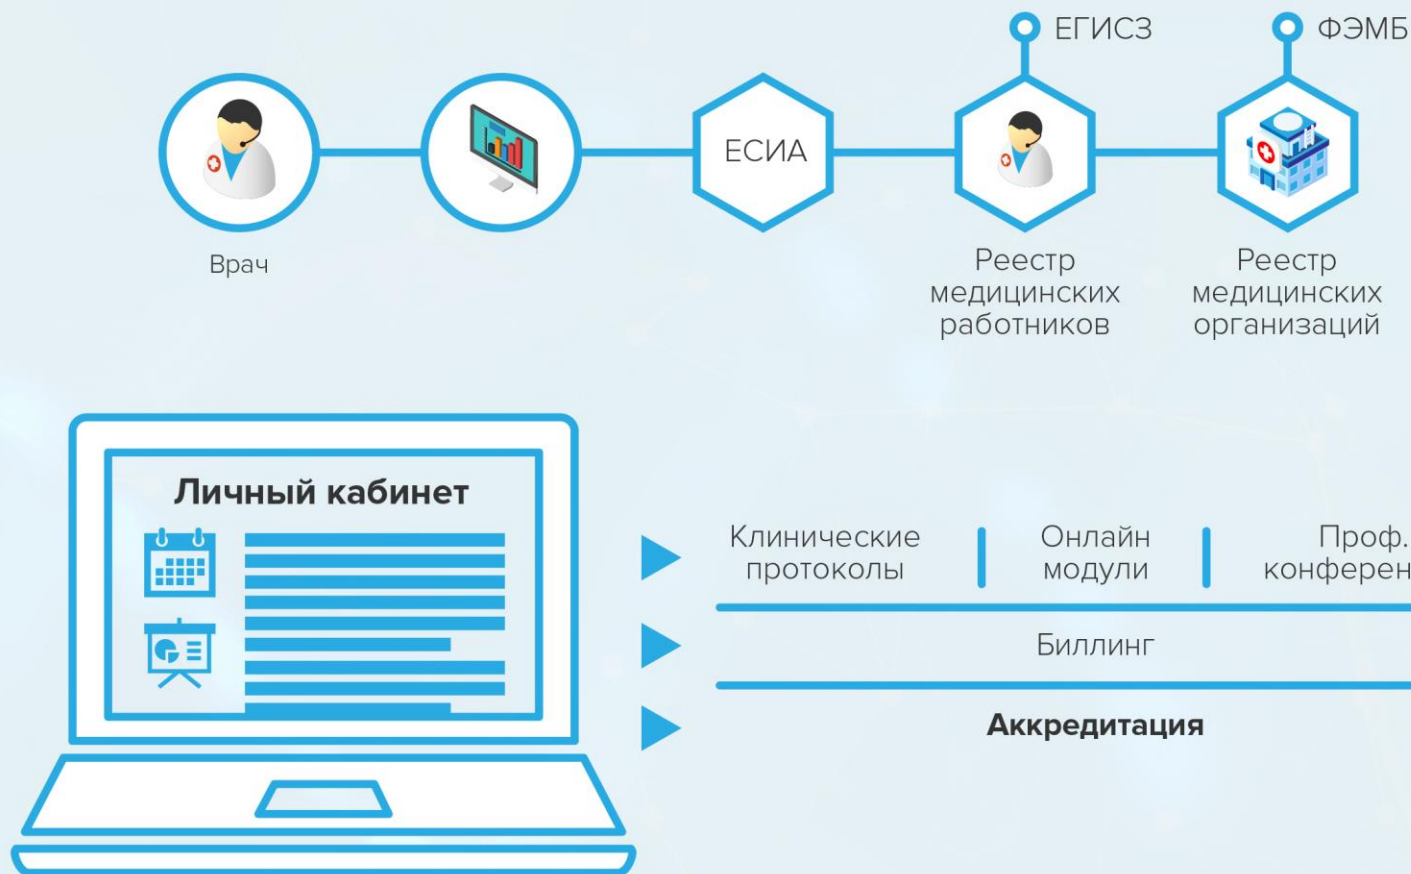 ЕГИСЗ
ФЭМБ
ЕСИА
Врач
Реестр
медицинских
работников
Реестр
медицинских
организаций
Личный кабинет
Клинические
протоколы
Онлайн
модули
Проф.
конферен
Биллинг
Аккредитация